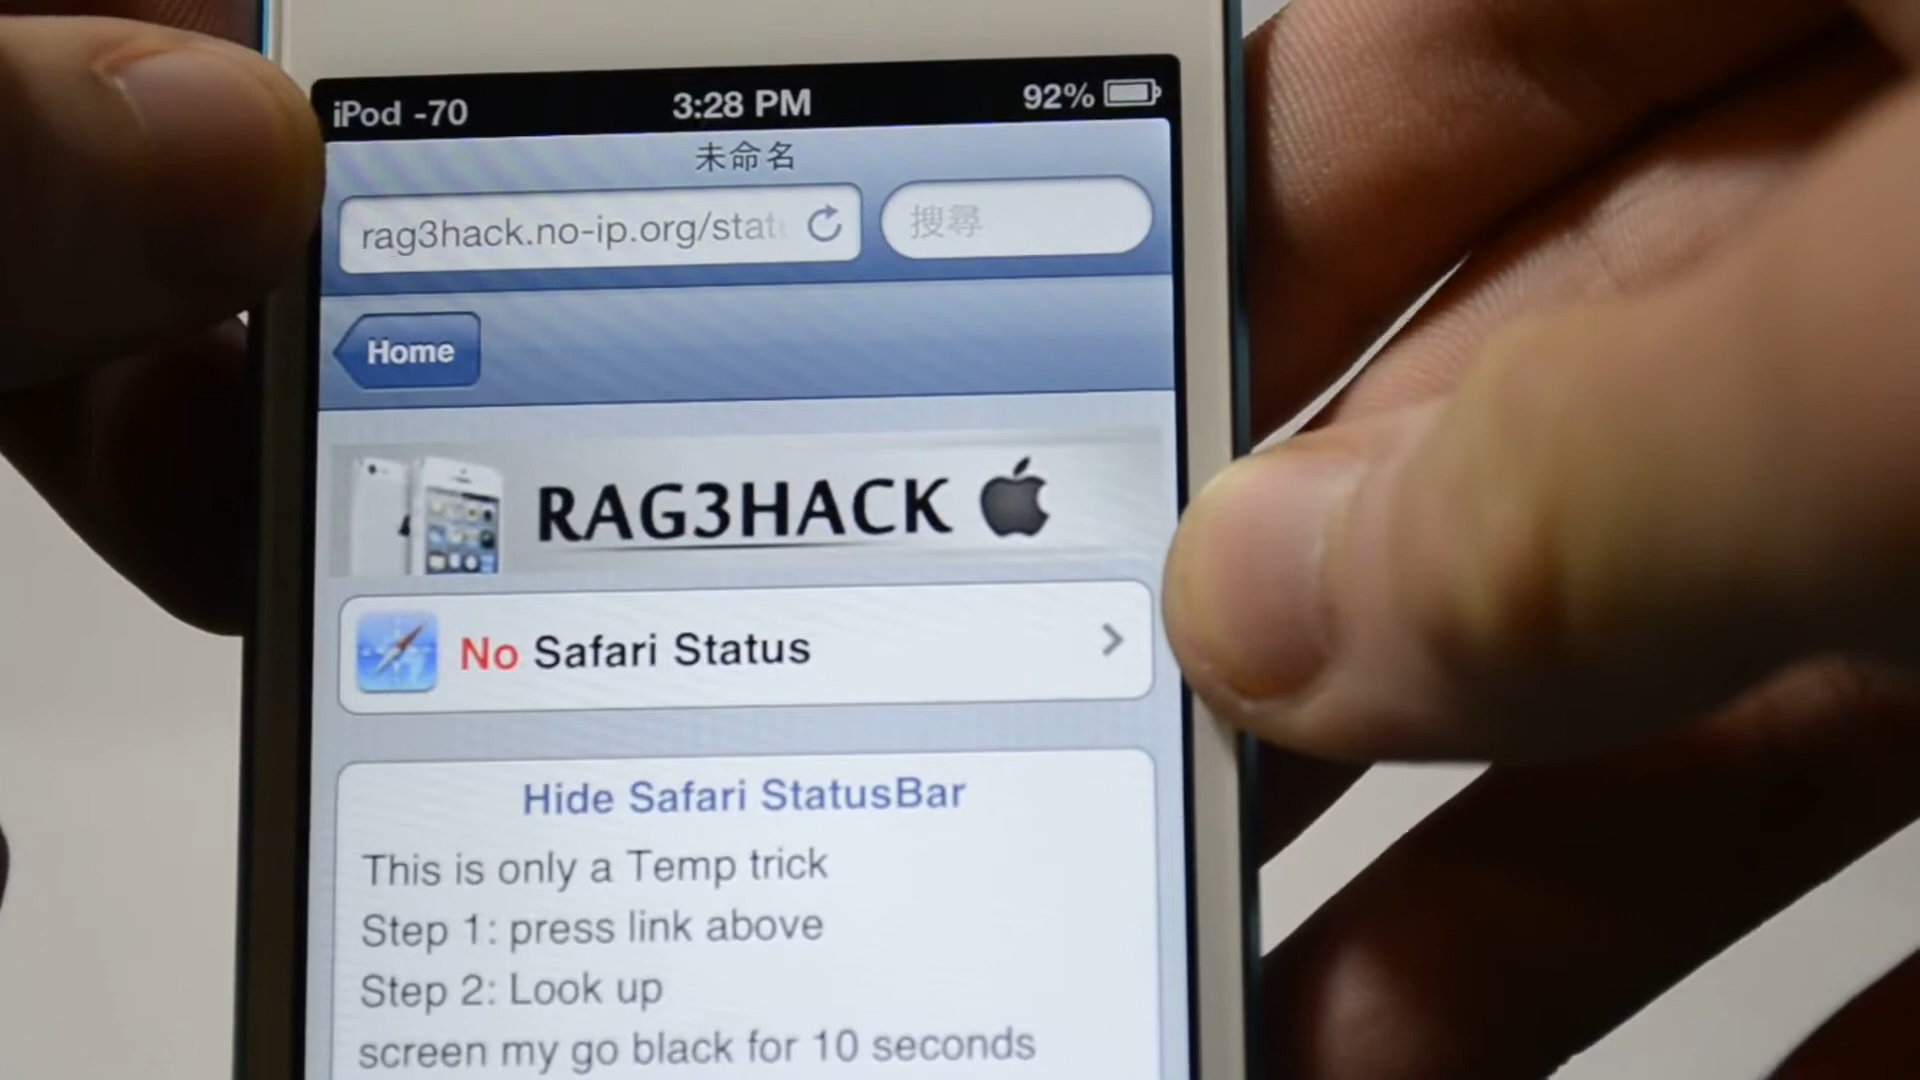 iPod -70 3:28 PM 92%
未命名
rag3hack.no-ip.org/stat
搜尋
Home
RAG3HACK
No Safari Status
Hide Safari StatusBar
This is only a Temp trick
Step 1: press link above
Step 2: Look up
screen my go black for 10 seconds